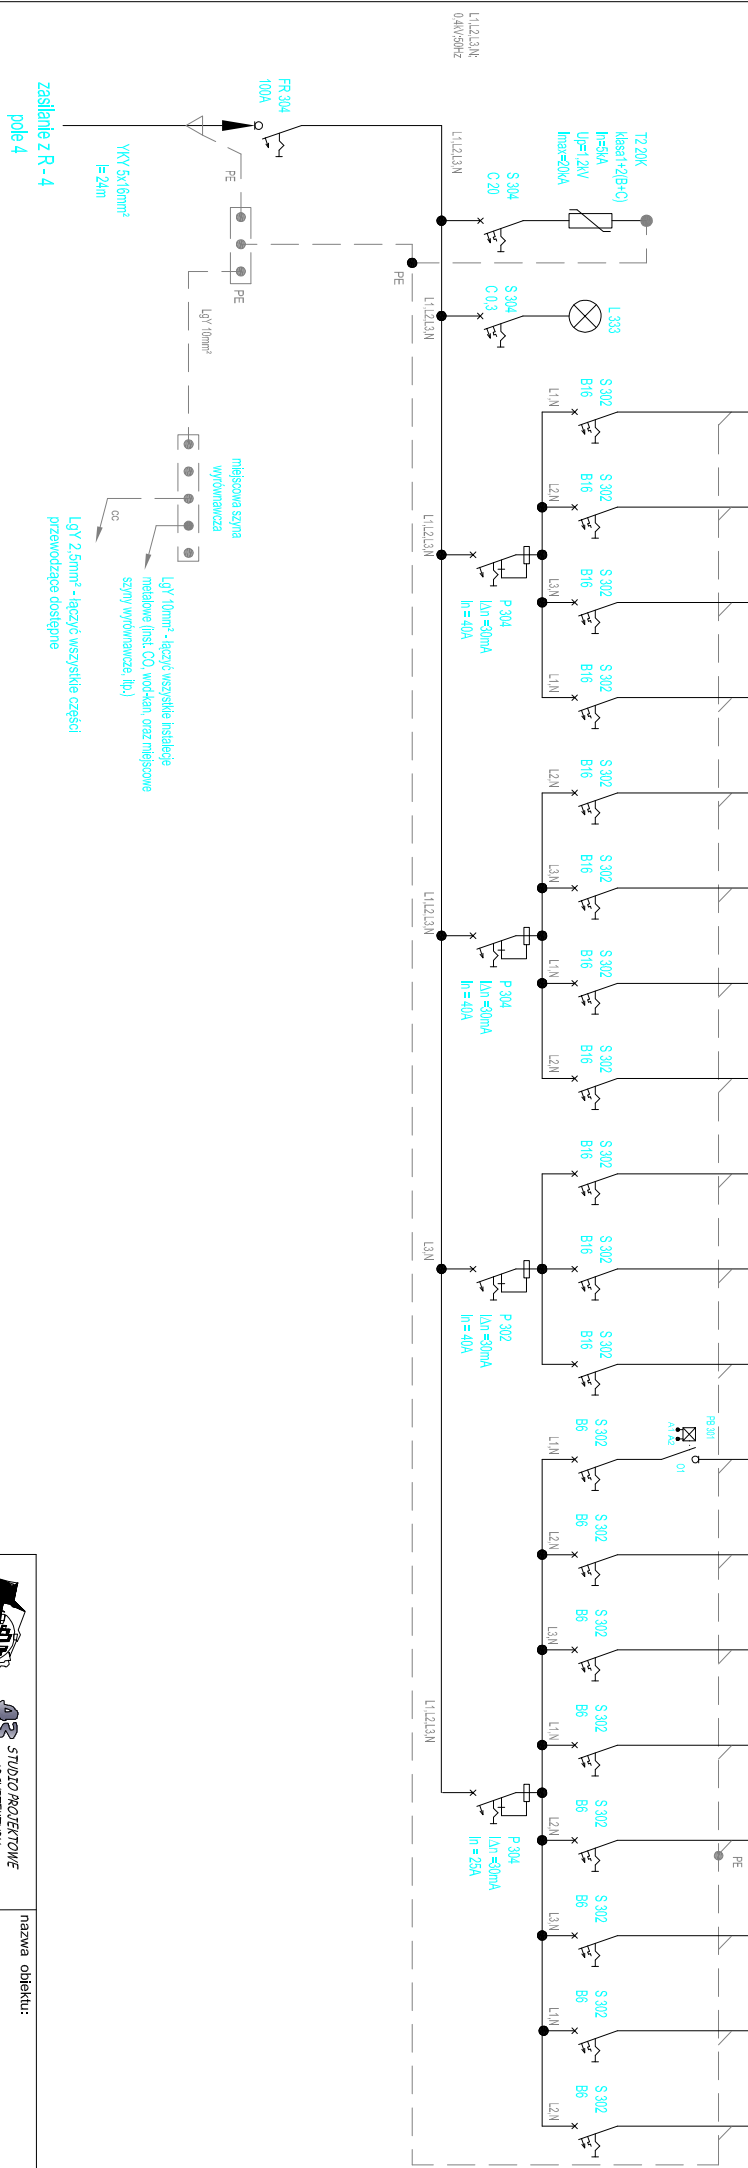 L1,L2,L3,N;
0,4kV;50Hz
zasilanie z R - 4
pole 4
YKY 5x16mm²
l=24m
FR 304
100A
PE
PE
LgY 10mm²
L1,L2,L3,N
T2 20K
klasa1+2(B+C)
In=5kA
Up=1,2kV
Imax=20kA
S 304
C 20
PE
L 333
S 304
C 0,3
L1,L2,L3,N
miejscowa szyna
wyrównawcza
cc
LgY 2,5mm² - łączyć wszystkie części
przewodzące dostępne
LgY 10mm² - łączyć wszystkie instalacje
metalowe (inst. CO, wod-kan, oraz miejscowe
szyny wyrównawcze, itp.)
S 302
B16
L1,N
S 302
B16
L2,N
S 302
B16
L3,N
S 302
B16
L1,N
L1,L2,L3,N
P 304
IΔn =30mA
In = 40A
S 302
B16
L2,N
S 302
B16
L3,N
S 302
B16
L1,N
S 302
B16
L2,N
L1,L2,L3,N
P 304
IΔn =30mA
In = 40A
S 302
B16
S 302
B16
S 302
B16
L3,N
P 302
IΔn =30mA
In = 40A
PB 301
A1 A2
O1
S 302
B6
L1,N
S 302
B6
L2,N
S 302
B6
L3,N
S 302
B6
L1,N
S 302
B6
L2,N
S 302
B6
L3,N
S 302
B6
L1,N
S 302
B6
L2,N
PE
L1,L2,L3,N
P 304
IΔn =30mA
In = 25A
STUDIO PROJEKTOWE
nazwa obiektu: